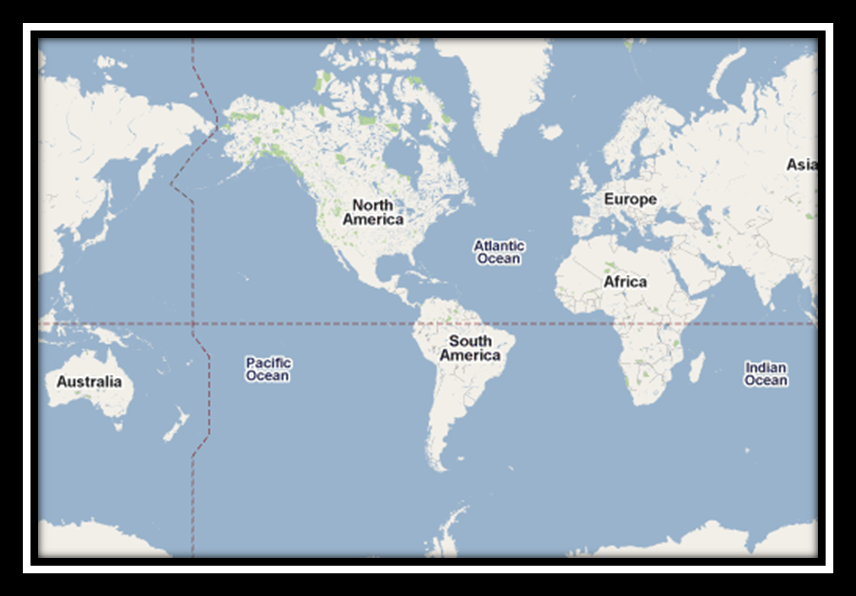 Asia
Europe
North
America
Atlantic
Ocean
Africa
South
America
Pacific
Ocean
Indian
Ocean
Australia